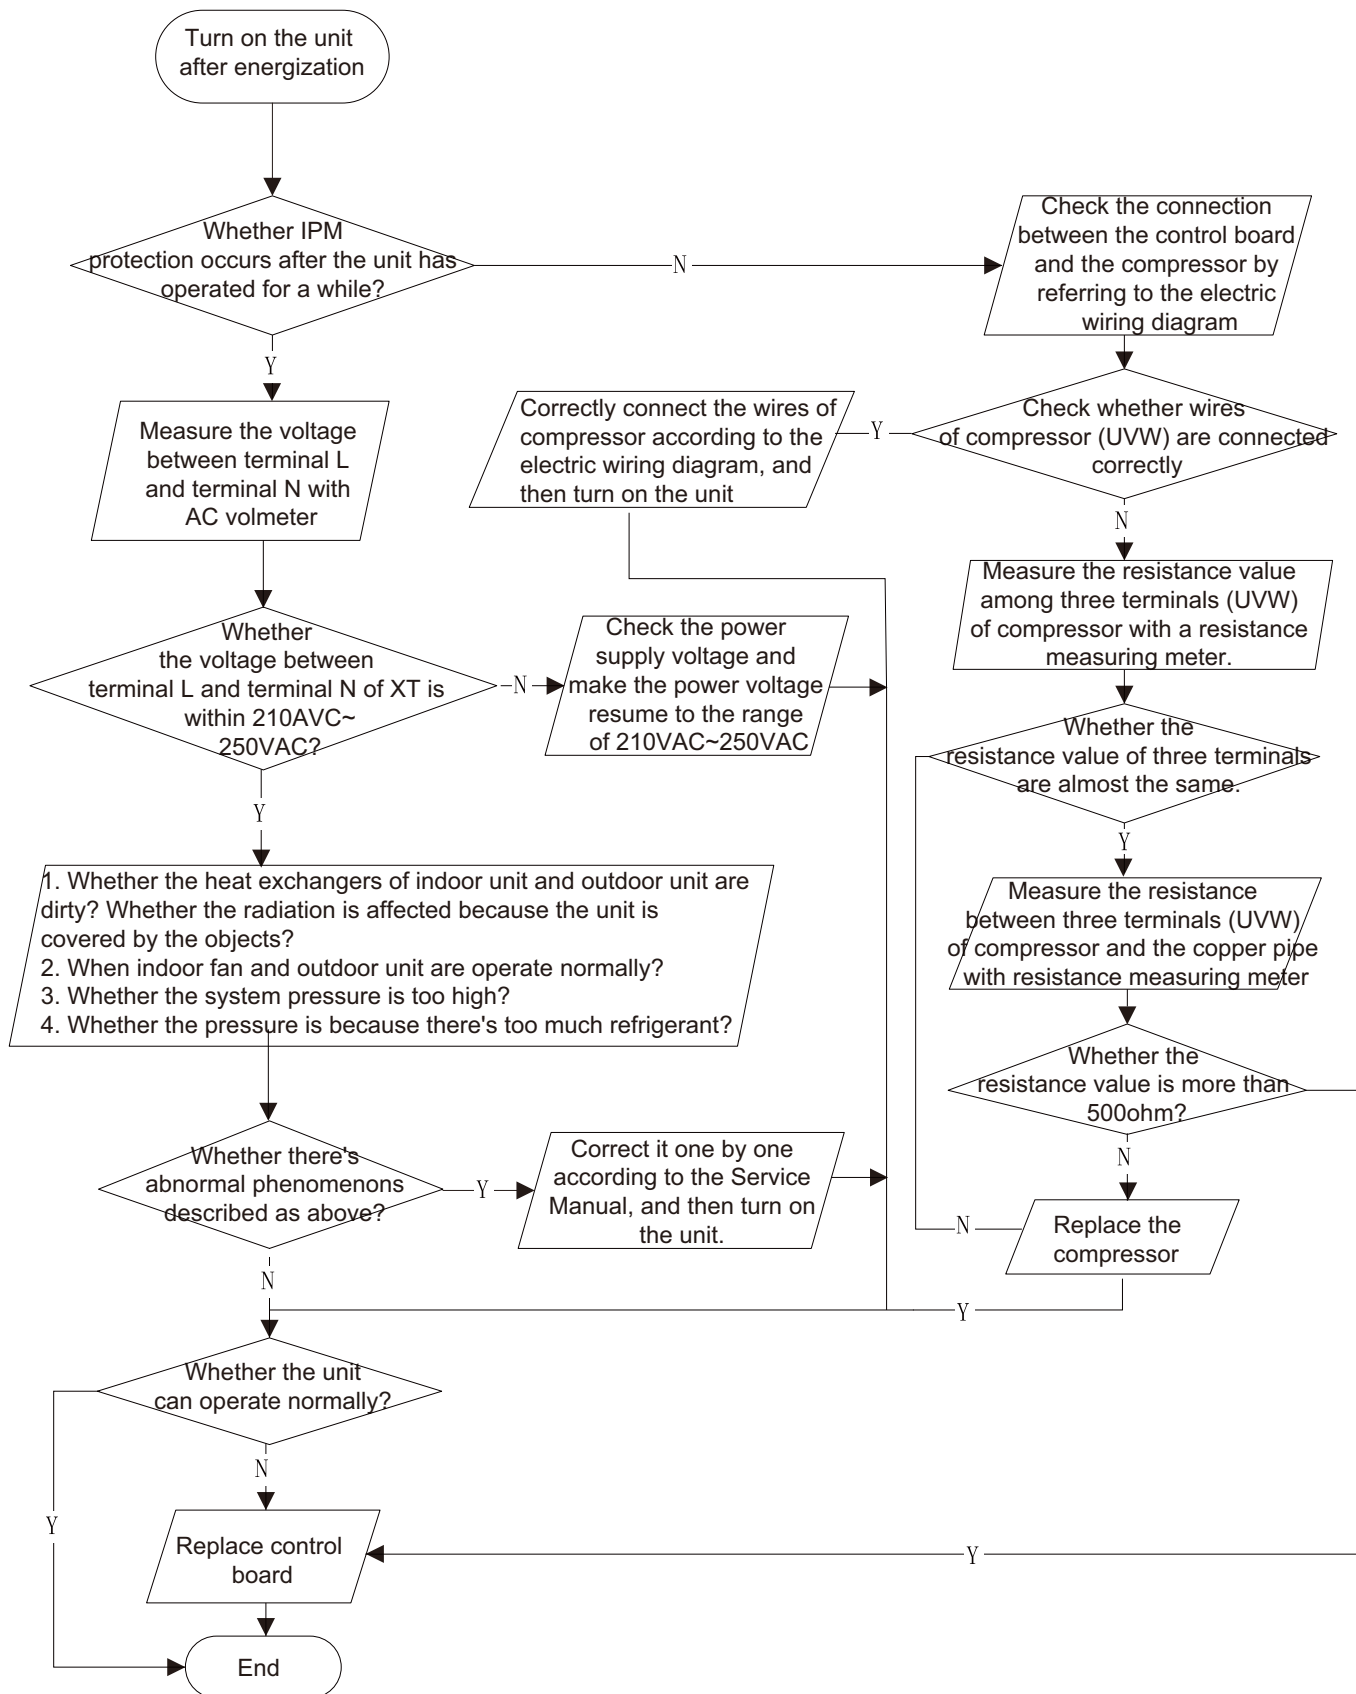 Turn on the unit
after energization
Whether IPM
protection occurs after the unit has
operated for a while?
N
Check the connection
between the control board
and the compressor by
referring to the electric
wiring diagram
Y
Measure the voltage
between terminal L
and terminal N with
AC volmeter
Correctly connect the wires of
compressor according to the
electric wiring diagram, and
then turn on the unit
Y
Check whether wires
of compressor (UVW) are connected
correctly
N
Measure the resistance value
among three terminals (UVW)
of compressor with a resistance
measuring meter.
Whether
the voltage between
terminal L and terminal N of XT is
within 210AVC~
250VAC?
N
Check the power
supply voltage and
make the power voltage
resume to the range
of 210VAC~250VAC
Whether the
resistance value of three terminals
are almost the same.
Y
Y
1. Whether the heat exchangers of indoor unit and outdoor unit are
dirty? Whether the radiation is affected because the unit is
covered by the objects?
2. When indoor fan and outdoor unit are operate normally?
3. Whether the system pressure is too high?
4. Whether the pressure is because there's too much refrigerant?
Measure the resistance
between three terminals (UVW)
of compressor and the copper pipe
with resistance measuring meter
Whether the
resistance value is more than
500ohm?
N
Whether there's
abnormal phenomenons
described as above?
Y
Correct it one by one
according to the Service
Manual, and then turn on
the unit.
N
Replace the
compressor
N
Y
Whether the unit
can operate normally?
N
Y
Replace control
board
Y
End